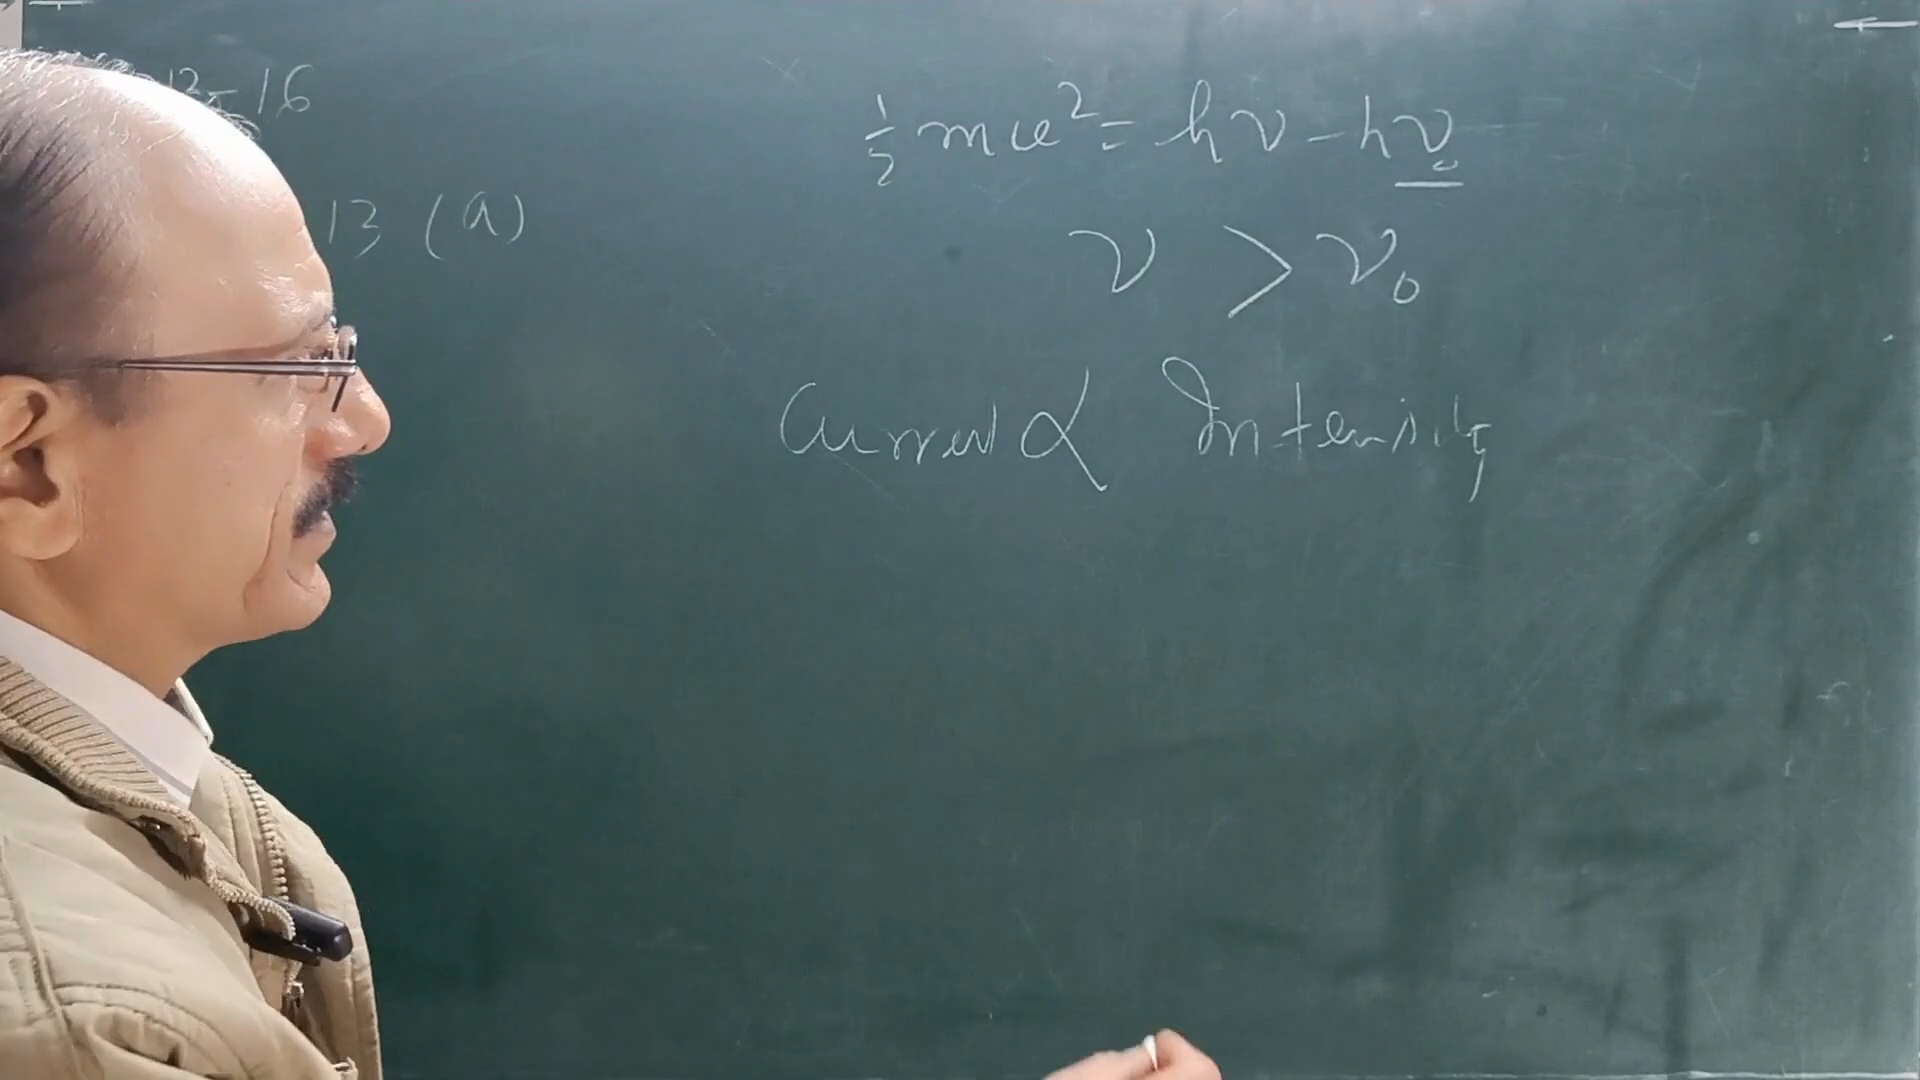 12-16
13 (a)
½ mu² = hν - hν₀
ν > ν₀
Current ∝ Intensity